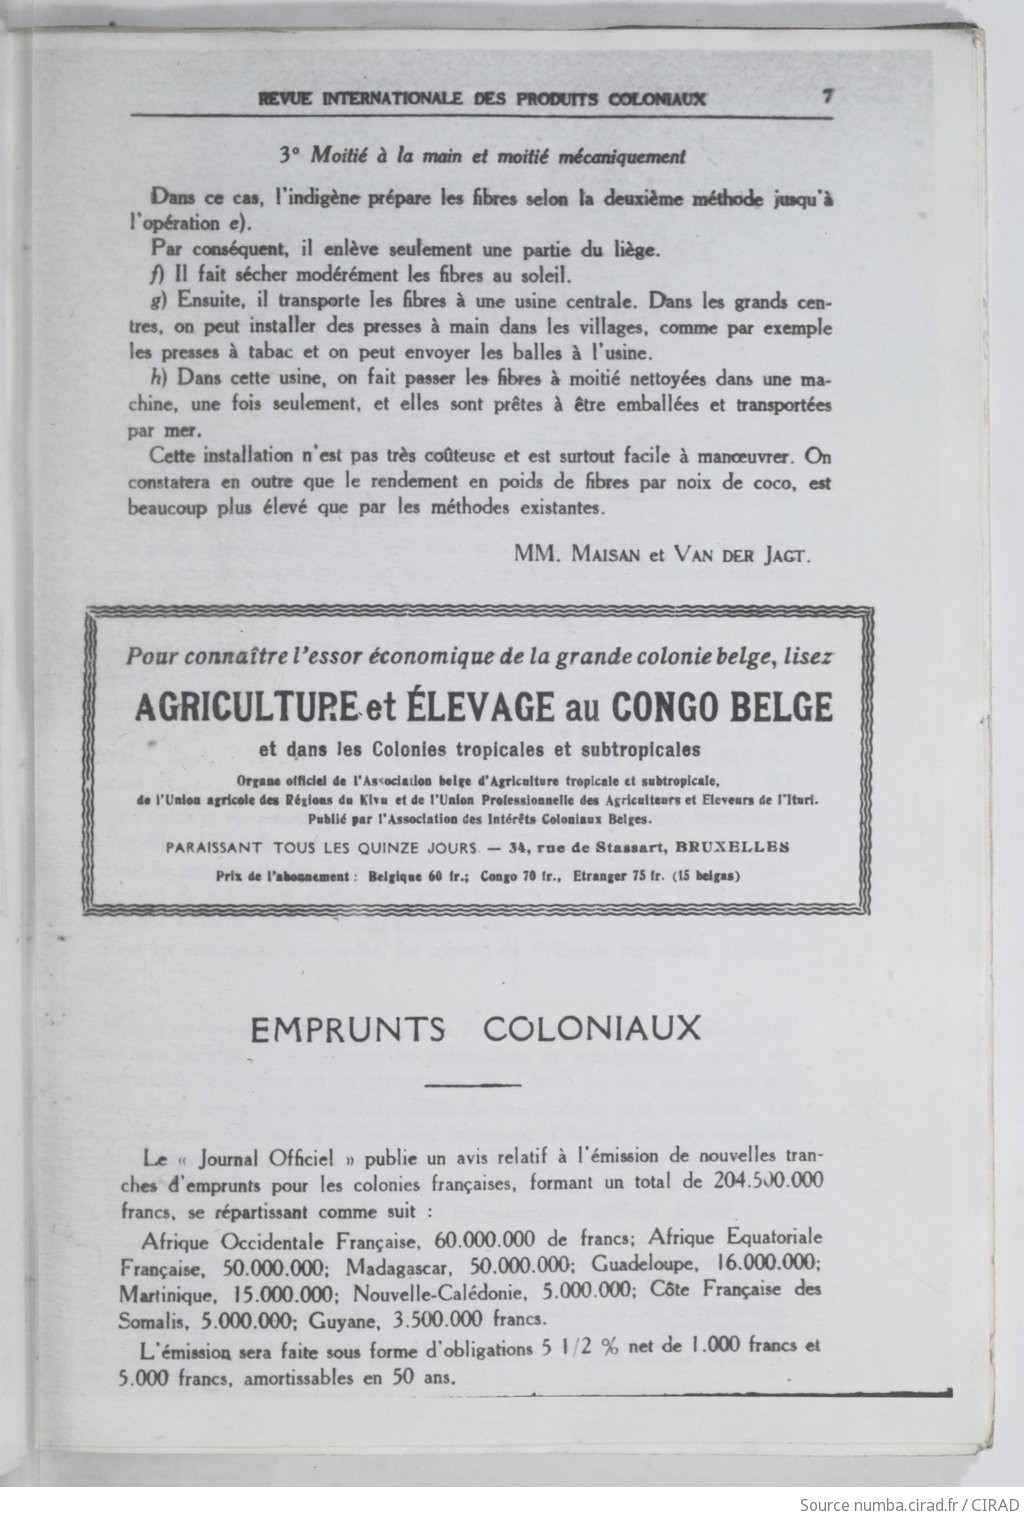 REVUE INTERNATIONALE DES PRODUITS COLONIAUX 7
3° Moitié à la main et moitié mécaniquement
Dans ce cas, l'indigène prépare les fibres selon la deuxième méthode jusqu'à
l'opération e).
Par conséquent, il enlève seulement une partie du liège.
f) Il fait sécher modérément les fibres au soleil.
g) Ensuite, il transporte les fibres à une usine centrale. Dans les grands cen-
tres, on peut installer des presses à main dans les villages, comme par exemple
les presses à tabac et on peut envoyer les balles à l'usine.
h) Dans cette usine, on fait passer les fibres à moitié nettoyées dans une ma-
chine, une fois seulement, et elles sont prêtes à être emballées et transportées
par mer.
Cette installation n'est pas très coûteuse et est surtout facile à manœuvrer. On
constatera en outre que le rendement en poids de fibres par noix de coco, est
beaucoup plus élevé que par les méthodes existantes.
MM. MAISAN et VAN DER JAGT.
Pour connaître l'essor économique de la grande colonie belge, lisez
AGRICULTURE et ÉLEVAGE au CONGO BELGE
et dans les Colonies tropicales et subtropicales
Organe officiel de l'Association belge d'Agriculture tropicale et subtropicale,
de l'Union agricole des Régions du Kivu et de l'Union Professionnelle des Agriculteurs et Eleveurs de l'Ituri.
Publié par l'Association des Intérêts Coloniaux Belges.
PARAISSANT TOUS LES QUINZE JOURS — 34, rue de Stassart, BRUXELLES
Prix de l'abonnement : Belgique 60 fr.; Congo 70 fr., Etranger 75 fr. (15 belgas)
EMPRUNTS COLONIAUX
Le « Journal Officiel » publie un avis relatif à l'émission de nouvelles tran-
ches d'emprunts pour les colonies françaises, formant un total de 204.500.000
francs, se répartissant comme suit :
Afrique Occidentale Française, 60.000.000 de francs; Afrique Equatoriale
Française, 50.000.000; Madagascar, 50.000.000; Guadeloupe, 16.000.000;
Martinique, 15.000.000; Nouvelle-Calédonie, 5.000.000; Côte Française des
Somalis, 5.000.000; Guyane, 3.500.000 francs.
L'émission sera faite sous forme d'obligations 5 1/2 % net de 1.000 francs et
5.000 francs, amortissables en 50 ans.
Source numba.cirad.fr / CIRAD